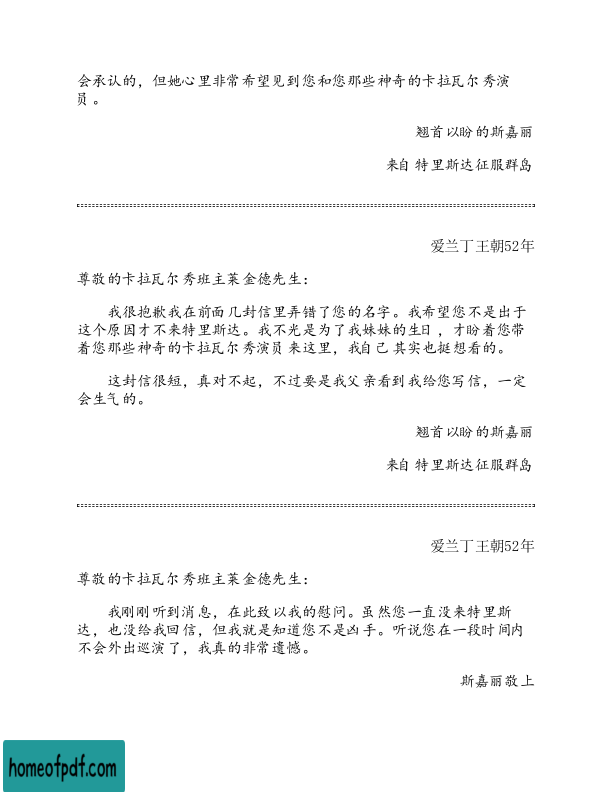 会承认的，但她心里非常希望见到您和您那些神奇的卡拉瓦尔秀演
员。
翘首以盼的斯嘉丽
来自特里斯达征服群岛
爱兰丁王朝52年
尊敬的卡拉瓦尔秀班主莱金德先生：
我很抱歉我在前面几封信里弄错了您的名字。我希望您不是出于
这个原因才不来特里斯达。我不光是为了我妹妹的生日，才盼着您带
着您那些神奇的卡拉瓦尔秀演员来这里，我自己其实也挺想看的。
这封信很短，真对不起，不过要是我父亲看到我给您写信，一定
会生气的。
翘首以盼的斯嘉丽
来自特里斯达征服群岛
爱兰丁王朝52年
尊敬的卡拉瓦尔秀班主莱金德先生：
我刚刚听到消息，在此致以我的慰问。虽然您一直没来特里斯
达，也没给我回信，但我就是知道您不是凶手。听说您在一段时间内
不会外出巡演了，我真的非常遗憾。
斯嘉丽敬上
homeofpdf.com